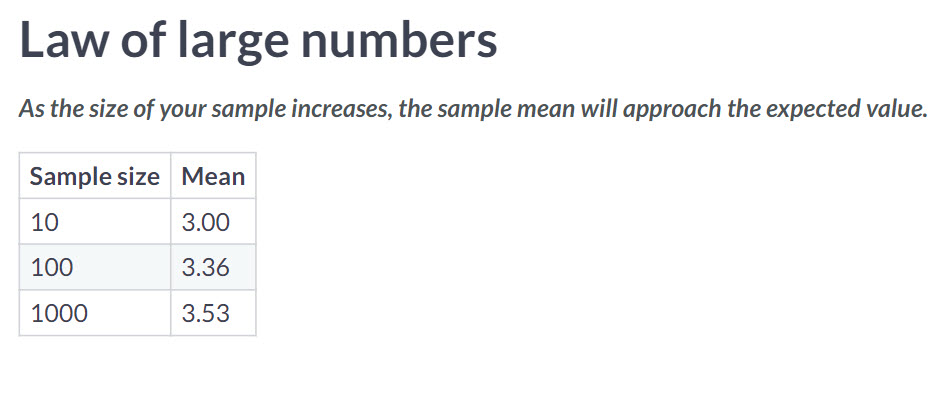 Law of large numbers
As the size of your sample increases, the sample mean will approach the expected value.
Sample size Mean
10 3.00
100 3.36
1000 3.53